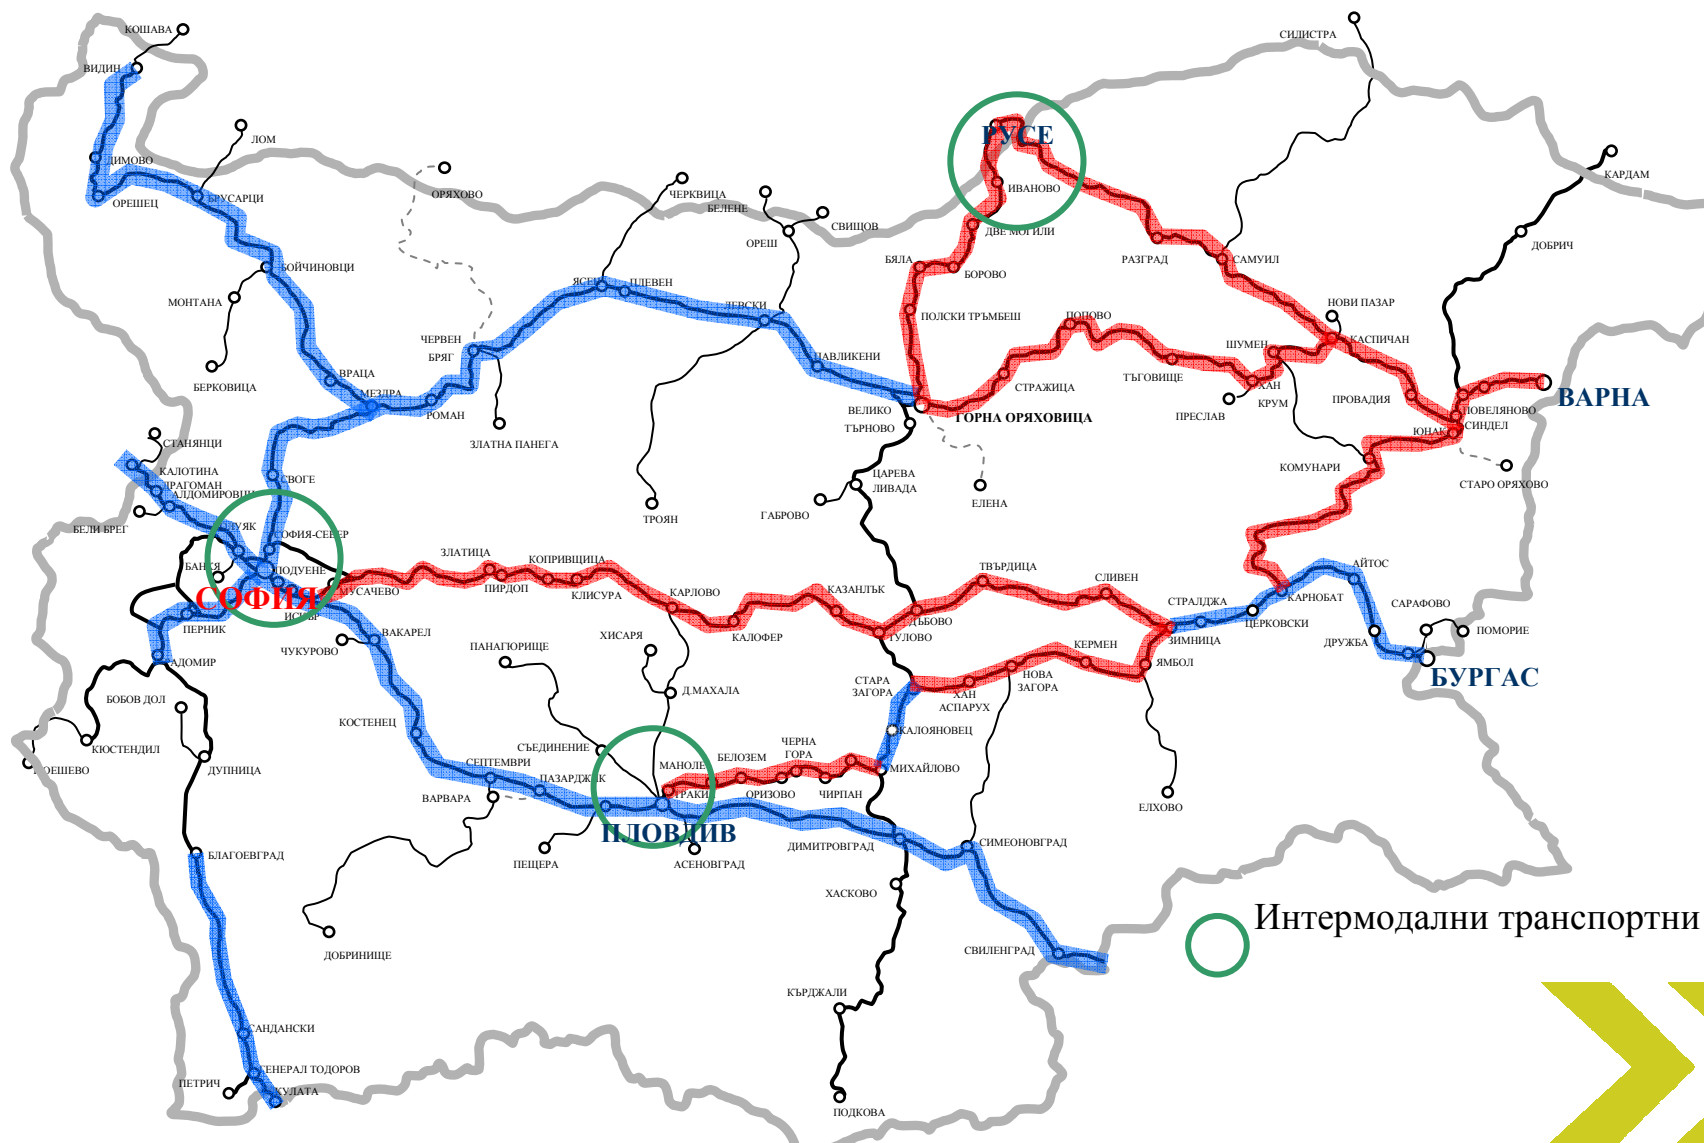 КОШАВА
СИЛИСТРА
ВИДИН
РУСЕ
ЛОМ
ДИМОВО
ОРЯХОВО
ЧЕРКВИЦА
БЕЛЕНЕ
ИВАНОВО
КАРДАМ
ОРЕШЕЦ
БРУСАРЦИ
СВИЩОВ
ДВЕ МОГИЛИ
ОРЕШ
ДОБРИЧ
БОЙЧИНОВЦИ
БЯЛА
БОРОВО
РАЗГРАД
САМУИЛ
МОНТАНА
ЯСЕН
ПЛЕВЕН
НОВИ ПАЗАР
ЛЕВСКИ
ПОЛСКИ ТРЪМБЕШ
ПОПОВО
ЧЕРВЕН
БРЯГ
ШУМЕН
КАСПИЧАН
ПАВЛИКЕНИ
ТЪГОВИЩЕ
БЕРКОВИЦА
ВРАЦА
МЕЗДРА
СТРАЖИЦА
ХАН
КРУМ
ПРОВАДИЯ
ВАРНА
РОМАН
ВЕЛИКО
ТЪРНОВО
ГОРНА ОРЯХОВИЦА
ПРЕСЛАВ
ПОВЕЛЯНОВО
СИНДЕЛ
ЮНАК
СТАНЯНЦИ
ЗЛАТНА ПАНЕГА
КАЛОТИНА
ДРАГОМАН
АЛДОМИРОВЦИ
СВОГЕ
ЦАРЕВА
ЛИВАДА
КОМУНАРИ
СТАРО ОРЯХОВО
БЕЛИ БРЕГ
ТРОЯН
ГАБРОВО
ЕЛЕНА
СОФИЯ-СЕВЕР
ЗЛАТИЦА
КОПРИВЩИЦА
АЙТОС
БАНКЯ
ПОДУЕНЕ
ПИРДОП
ТВЪРДИЦА
СЛИВЕН
МУСАЧЕВО
КЛИСУРА
КАРЛОВО
КАЗАНЛЪК
КАРНОБАТ
СОФИЯ
ИСКЪР
ДЪБОВО
СТРАЛДЖА
САРАФОВО
ПЕРНИК
КАЛОФЕР
ТУЛОВО
ЦЕРКОВСКИ
ПОМОРИЕ
ВАКАРЕЛ
ХИСАРЯ
ЗИМНИЦА
ДРУЖБА
ЧУКУРОВО
ПАНАГЮРИЩЕ
КЕРМЕН
РАДОМИР
ЯМБОЛ
БУРГАС
СТАРА
ЗАГОРА
НОВА
ЗАГОРА
БОБОВ ДОЛ
Д.МАХАЛА
ХАН
АСПАРУХ
КОСТЕНЕЦ
КАЛОЯНОВЕЦ
КЮСТЕНДИЛ
СЪЕДИНЕНИЕ
ЧЕРНА
ГОРА
ГЮЕШЕВО
ДУПНИЦА
СЕПТЕМВРИ
МАНОЛЕ
БЕЛОЗЕМ
МИХАЙЛОВО
ПАЗАРДЖИК
ТРАКИЯ
ОРИЗОВО
ЧИРПАН
ВАРВАРА
ЕЛХОВО
ПЛОВДИВ
БЛАГОЕВГРАД
ПЕЩЕРА
АСЕНОВГРАД
ДИМИТРОВГРАД
СИМЕОНОВГРАД
ХАСКОВО
Интермодални транспортни
ДОБРИНИЩЕ
СВИЛЕНГРАД
КЪРДЖАЛИ
САНДАНСКИ
ГЕНЕРАЛ ТОДОРОВ
ПЕТРИЧ
КУЛАТА
ПОДКОВА